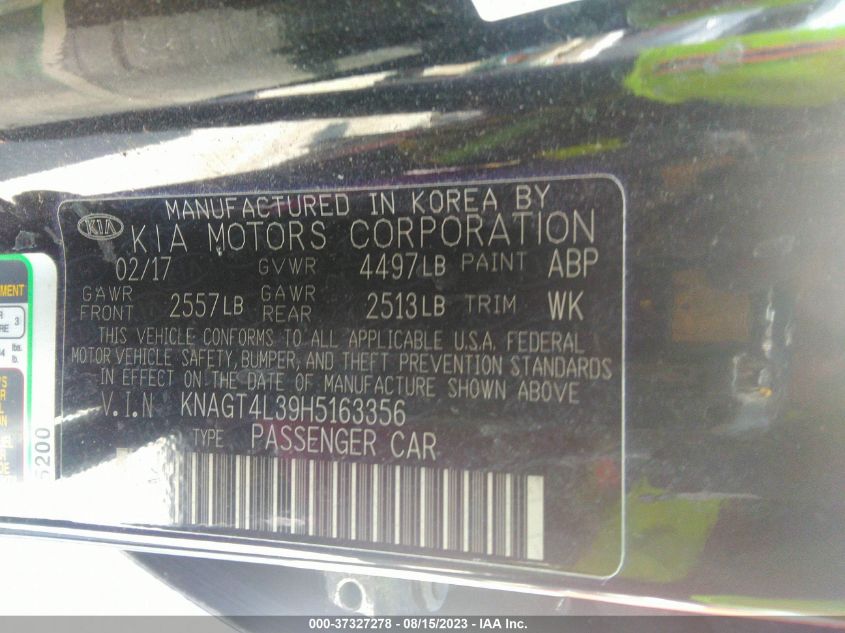 MANUFACTURED IN KOREA BY
KIA KIA MOTORS CORPORATION
02/17 GVWR 4497LB PAINT ABP
GAWR FRONT 2557LB GAWR REAR 2513LB TRIM WK
THIS VEHICLE CONFORMS TO ALL APPLICABLE U.S.A. FEDERAL
MOTOR VEHICLE SAFETY, BUMPER, AND THEFT PREVENTION STANDARDS
IN EFFECT ON THE DATE OF MANUFACTURE SHOWN ABOVE
V.I.N KNAGT4L39H5163356
TYPE PASSENGER CAR
3
lbs.
lb.
000-37327278 - 08/15/2023 - IAA Inc.